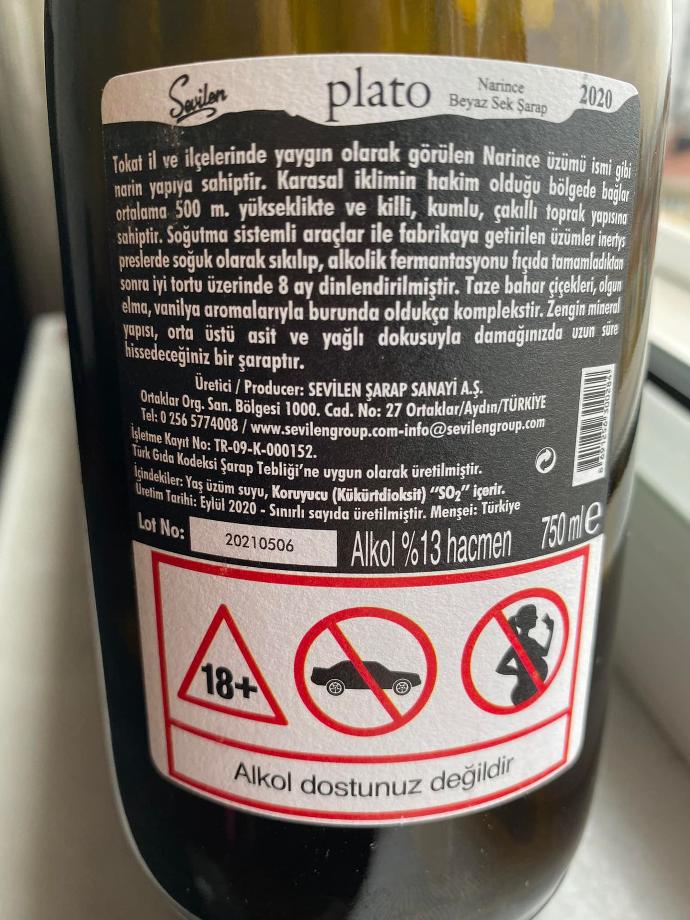 Sevilen
plato
Narince
Beyaz Sek Şarap
2020
Tokat il ve ilçelerinde yaygın olarak görülen Narince üzümü ismi gibi
narin yapıya sahiptir. Karasal iklimin hakim olduğu bölgede bağlar
ortalama 500 m. yükseklikte ve killi, kumlu, çakıllı toprak yapısına
sahiptir. Soğutma sistemli araçlar ile fabrikaya getirilen üzümler inertys
preslerde soğuk olarak sıkılıp, alkolik fermantasyonu fıçıda tamamladıktan
sonra iyi tortu üzerinde 8 ay dinlendirilmiştir. Taze bahar çiçekleri, olgun
elma, vanilya aromalarıyla burunda oldukça komplekstir. Zengin mineral
yapısı, orta üstü asit ve yağlı dokusuyla damağınızda uzun süre
hissedeceğiniz bir şaraptır.
Üretici / Producer: SEVİLEN ŞARAP SANAYİ A.Ş.
Ortaklar Org. San. Bölgesi 1000. Cad. No: 27 Ortaklar/Aydın/TÜRKİYE
Tel: 0 256 5774008 / www.sevilengroup.com-info@sevilengroup.com
İşletme Kayıt No: TR-09-K-000152.
Türk Gıda Kodeksi Şarap Tebliği'ne uygun olarak üretilmiştir.
İçindekiler: Yaş üzüm suyu, Koruyucu (Kükürtdioksit) "SO2" içerir.
Üretim Tarihi: Eylül 2020 - Sınırlı sayıda üretilmiştir. Menşei: Türkiye
Lot No: 20210506 Alkol %13 hacmen 750 ml e
18+
Alkol dostunuz değildir